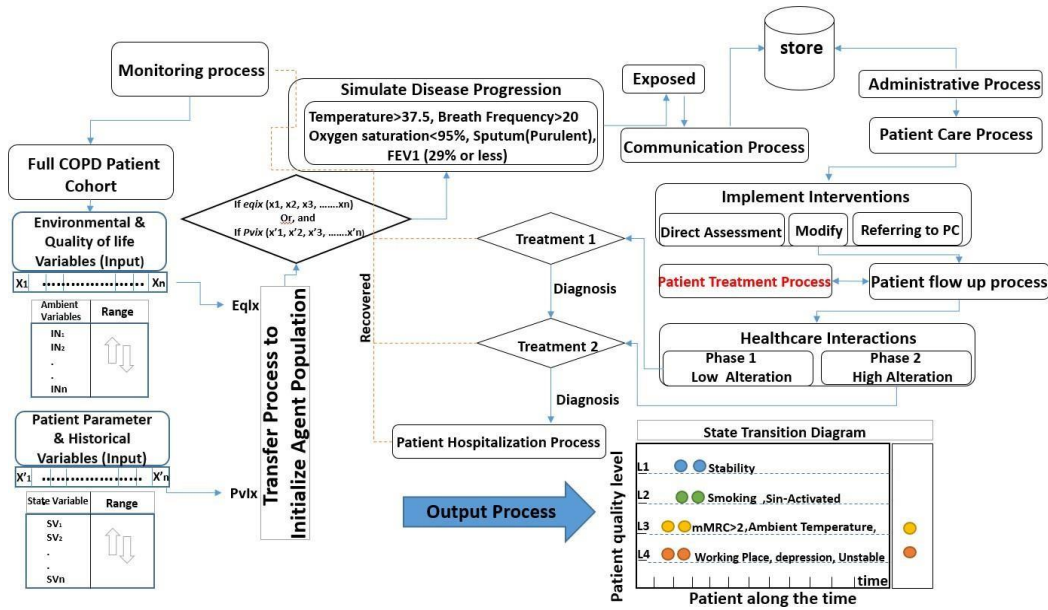 Monitoring process
Full COPD Patient
Cohort
Environmental &
Quality of life
Variables (Input)
X1 ........................ Xn
Ambient
Variables
Range
IN1
IN2
.
.
INn
Patient Parameter
& Historical
Variables (Input)
X'1 ........................ X'n
State Variable
Range
SV1
SV2
.
.
SVn
Eqlx
Pvlx
Transfer Process to
Initialize Agent Population
If eqix (x1, x2, x3, .......xn)
Or, and
If Pvix (x'1, x'2, x'3, .......x'n)
Simulate Disease Progression
Temperature>37.5, Breath Frequency>20
Oxygen saturation<95%, Sputum(Purulent),
FEV1 (29% or less)
Recovered
Exposed
Communication Process
store
Administrative Process
Patient Care Process
Implement Interventions
Direct Assessment
Modify
Referring to PC
Patient Treatment Process
Patient flow up process
Healthcare Interactions
Phase 1
Low Alteration
Phase 2
High Alteration
Treatment 1
Diagnosis
Treatment 2
Diagnosis
Patient Hospitalization Process
Output Process
State Transition Diagram
Patient quality level
L1 Stability
L2 Smoking ,Sin-Activated
L3 mMRC>2,Ambient Temperature,
L4 Working Place, depression, Unstable
time
Patient along the time